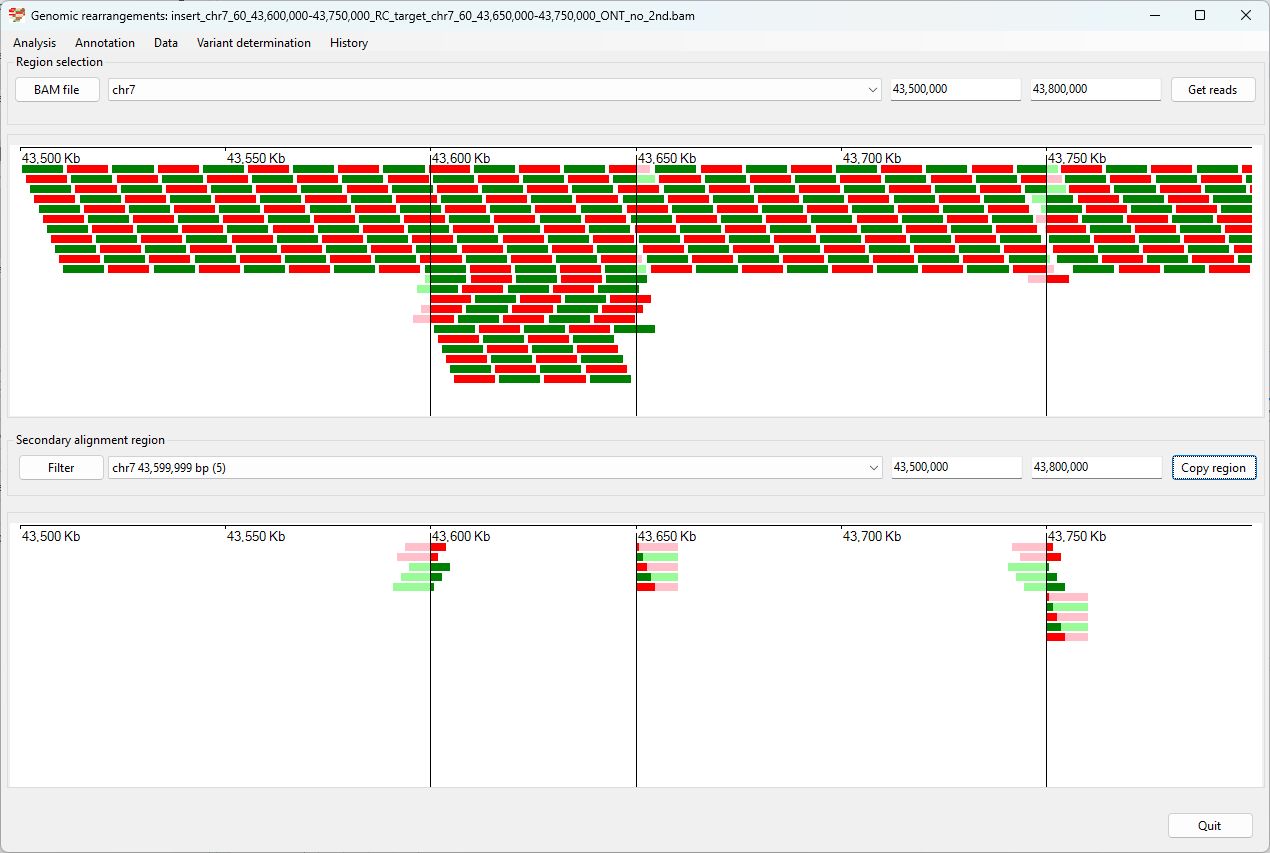 Genomic rearrangements: insert_chr7_60_43,600,000-43,750,000_RC_target_chr7_60_43,650,000-43,750,000_ONT_no_2nd.bam
Analysis Annotation Data Variant determination History
Region selection
BAM file chr7 43,500,000 43,800,000 Get reads
43,500 Kb 43,550 Kb 43,600 Kb 43,650 Kb 43,700 Kb 43,750 Kb
Secondary alignment region
Filter chr7 43,599,999 bp (5) 43,500,000 43,800,000 Copy region
43,500 Kb 43,550 Kb 43,600 Kb 43,650 Kb 43,700 Kb 43,750 Kb
Quit